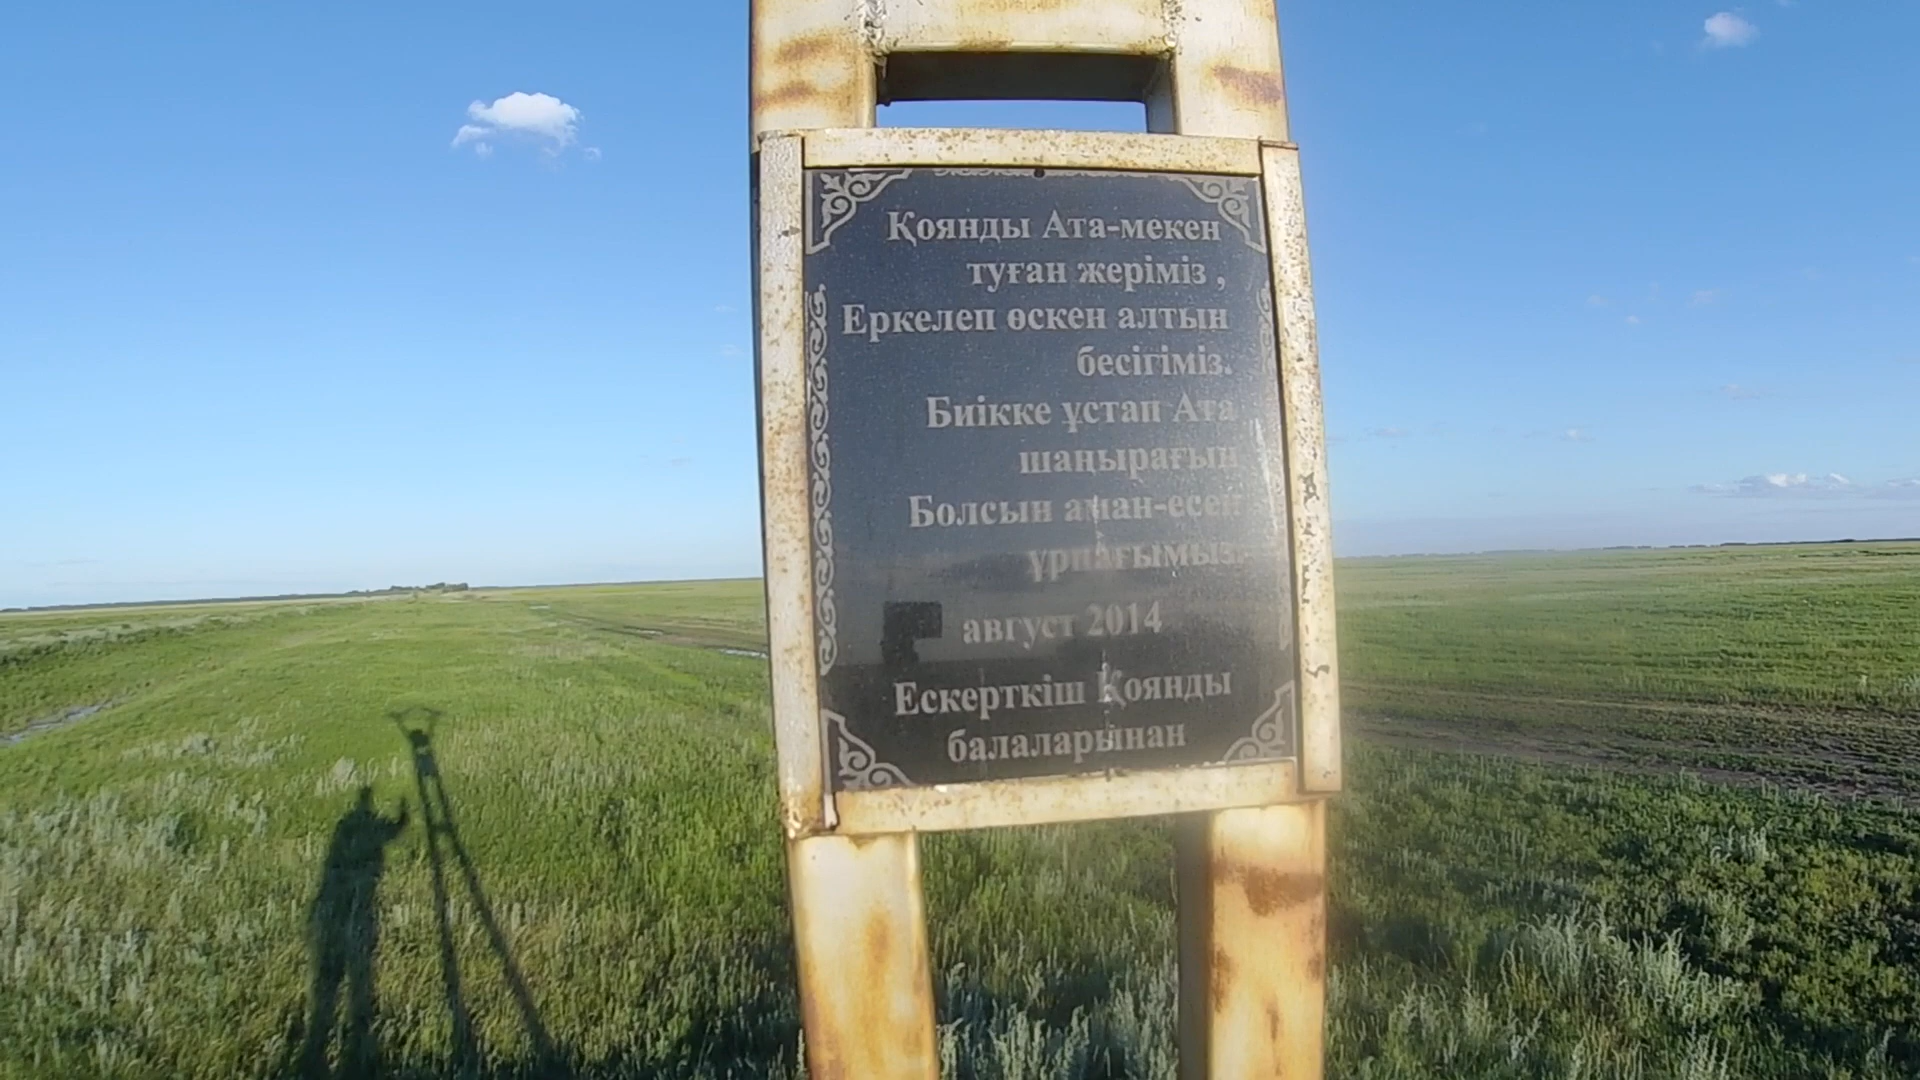 Қоянды Ата-мекен
туған жеріміз ,
Еркелеп өскен алтын
бесігіміз.
Биікке ұстап Ата
шаңырағын
Болсын аман-есен
ұрпағымыз.
август 2014
Ескерткіш Қоянды
балаларынан